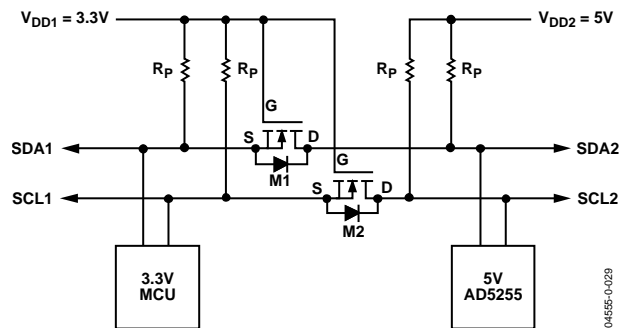 VDD1 = 3.3V
VDD2 = 5V
RP
RP
RP
RP
G
SDA1
S
D
SDA2
M1
G
SCL1
S
D
SCL2
M2
3.3V
MCU
5V
AD5255
04555-0-029